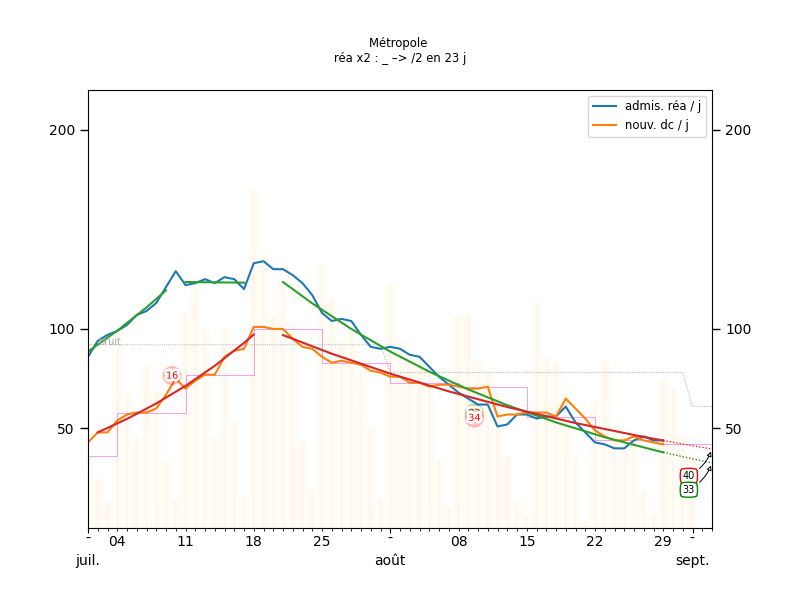 Métropole
réa x2 : _ –> /2 en 23 j
admis. réa / j
nouv. dc / j
200
200
100
100
bruit
16
50
50
34
40
33
- 04 11 18 25 - 08 15 22 29 -
juil. août sept.